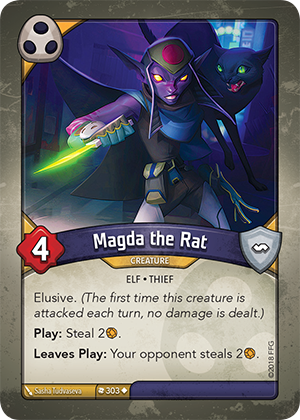 4
Magda the Rat
CREATURE
ELF • THIEF
Elusive. (The first time this creature is
attacked each turn, no damage is dealt.)
Play: Steal 2.
Leaves Play: Your opponent steals 2.
Sasha Tudvaseva
303
©2018 FFG